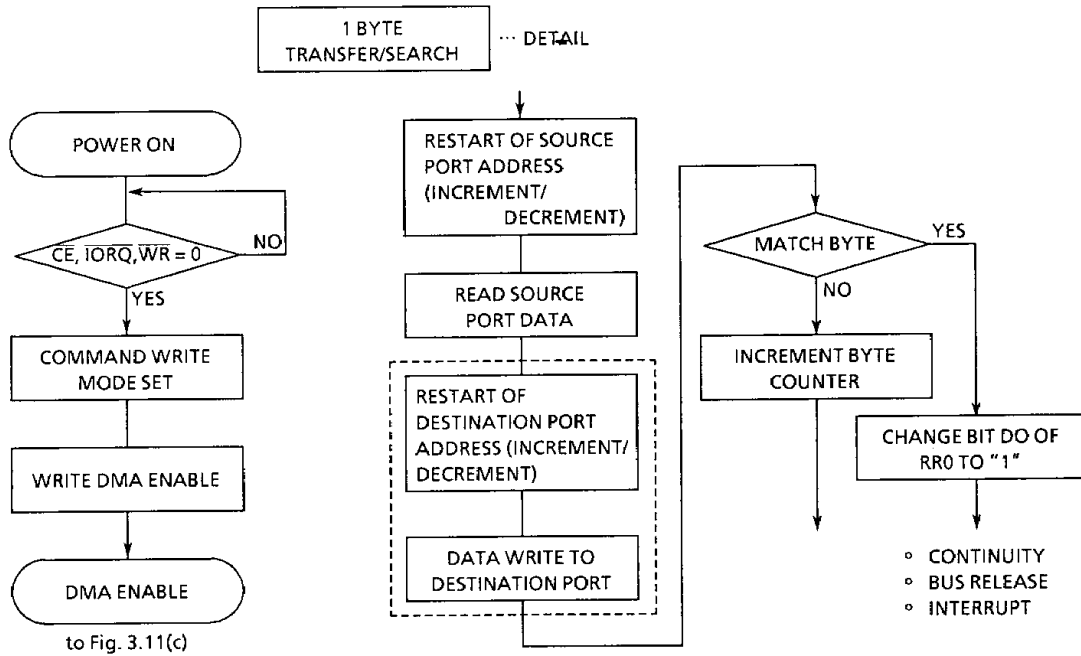 1 BYTE
TRANSFER/SEARCH
··· DETAIL
POWER ON
C̅E̅, I̅O̅R̅Q̅, W̅R̅ = 0
NO
YES
COMMAND WRITE
MODE SET
WRITE DMA ENABLE
DMA ENABLE
to Fig. 3.11(c)
RESTART OF SOURCE
PORT ADDRESS
(INCREMENT/
DECREMENT)
READ SOURCE
PORT DATA
RESTART OF
DESTINATION PORT
ADDRESS (INCREMENT/
DECREMENT)
DATA WRITE TO
DESTINATION PORT
MATCH BYTE
YES
NO
INCREMENT BYTE
COUNTER
CHANGE BIT DO OF
RR0 TO "1"
∘ CONTINUITY
∘ BUS RELEASE
∘ INTERRUPT